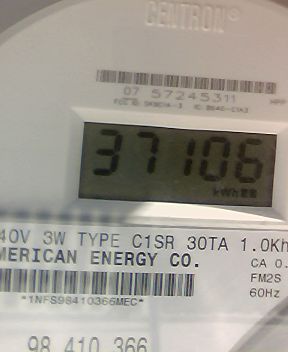 CENTRON®
07 57245311
37106
kWh
40V 3W TYPE C1SR 30TA 1.0Kh
MERICAN ENERGY CO.
CA 0.
FM2S
60Hz
*1NFS98410366MEC*
98 410 366